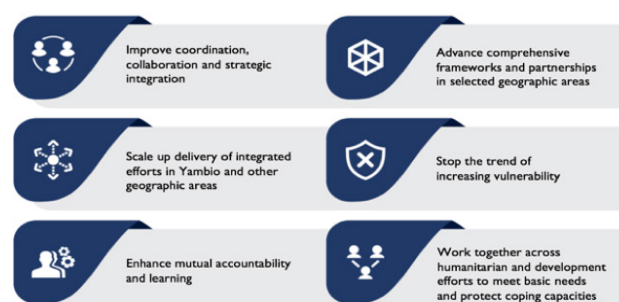 Improve coordination,
collaboration and strategic
integration
Advance comprehensive
frameworks and partnerships
in selected geographic areas
Scale up delivery of integrated
efforts in Yambio and other
geographic areas
Stop the trend of
increasing vulnerability
Enhance mutual accountability
and learning
Work together across
humanitarian and development
efforts to meet basic needs
and protect coping capacities